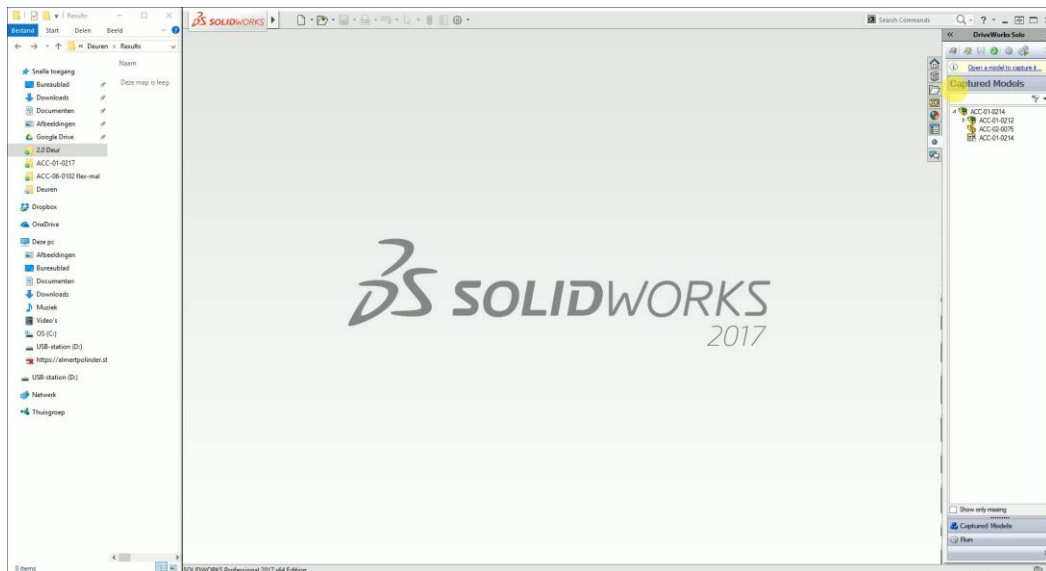 Results
Bestand Start Delen Beeld
« Deuren > Results
Naam
Deze map is leeg.
Snelle toegang
Bureaublad
Downloads
Documenten
Afbeeldingen
Google Drive
2.0 Deur
ACC-01-0217
ACC-06-0102 flex-mal
Deuren
Dropbox
OneDrive
Deze pc
Afbeeldingen
Bureaublad
Documenten
Downloads
Muziek
Video's
OS (C:)
USB-station (D:)
https://almertpolinder.st
USB-station (D:)
Netwerk
Thuisgroep
0 items
SOLIDWORKS
Search Commands
SOLIDWORKS
2017
SOLIDWORKS Professional 2017 x64 Edition
DriveWorks Solo
Open a model to capture it...
Captured Models
ACC-01-0214
ACC-01-0212
ACC-02-0075
ACC-01-0214
Show only missing
Captured Models
Run